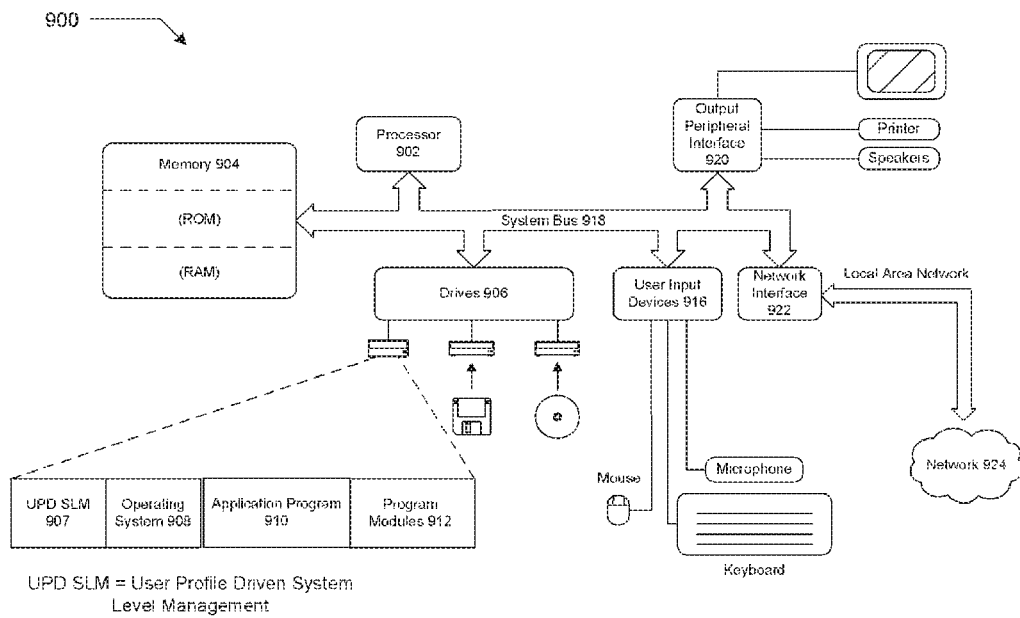 900
Processor
902
Memory 904
(ROM)
(RAM)
Output
Peripheral
Interface
920
Printer
Speakers
System Bus 918
Drives 906
User Input
Devices 916
Network
Interface
922
Local Area Network
Network 924
Mouse
Microphone
Keyboard
UPD SLM
907
Operating
System 908
Application Program
910
Program
Modules 912
UPD SLM = User Profile Driven System
Level Management